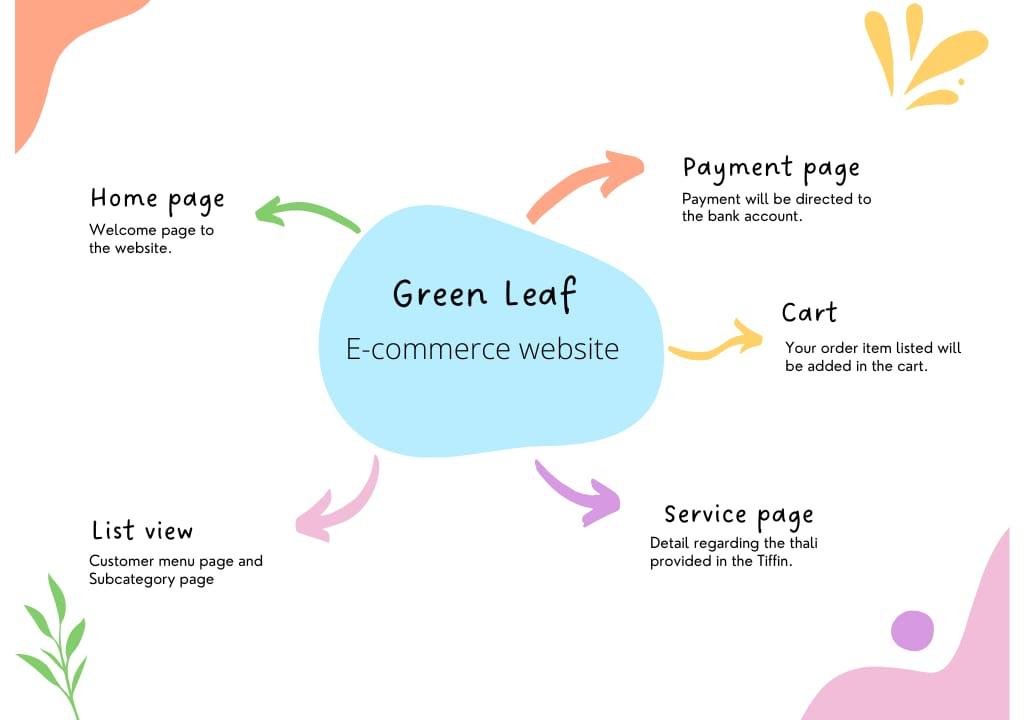 Green Leaf
E-commerce website
Home page
Welcome page to
the website.
Payment page
Payment will be directed to
the bank account.
Cart
Your order item listed will
be added in the cart.
List view
Customer menu page and
Subcategory page
Service page
Detail regarding the thali
provided in the Tiffin.